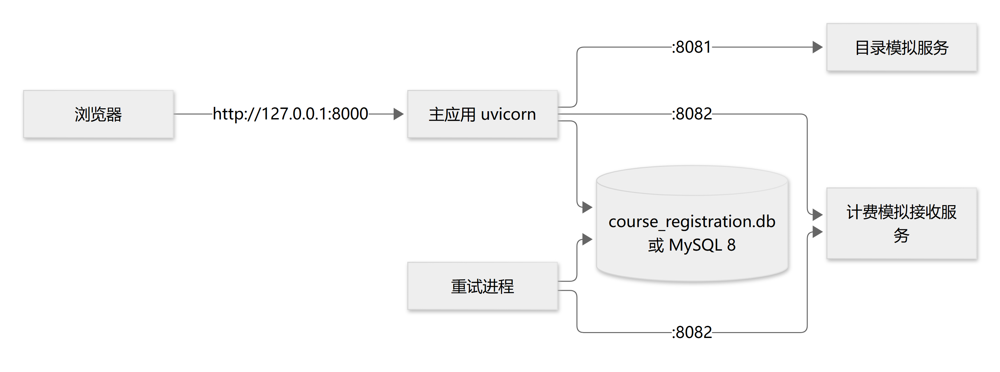 :8081
目录模拟服务
浏览器
http://127.0.0.1:8000
主应用 uvicorn
:8082
course_registration.db
或 MySQL 8
计费模拟接收服
务
重试进程
:8082